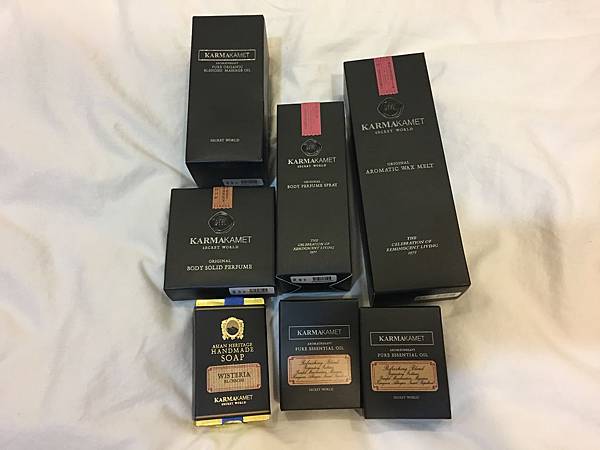 KARMAKAMET
AROMATHERAPY
PURE ORGANIC
BLENDED MASSAGE OIL
SECRET WORLD
KARMAKAMET
SECRET WORLD
ORIGINAL
BODY PERFUME SPRAY
THE
CELEBRATION OF
REMINISCENT LIVING
KARMAKAMET
SECRET WORLD
ORIGINAL
AROMATIC WAX MELT
THE
CELEBRATION OF
REMINISCENT LIVING
KARMAKAMET
SECRET WORLD
ORIGINAL
BODY SOLID PERFUME
ASIAN HERITAGE
HANDMADE
SOAP
WISTERIA
BLOSSOM
KARMAKAMET
SECRET WORLD
KARMAKAMET
AROMATHERAPY
PURE ESSENTIAL OIL
Refreshing Blend
SECRET WORLD
KARMAKAMET
AROMATHERAPY
PURE ESSENTIAL OIL
Refreshing Blend
SECRET WORLD